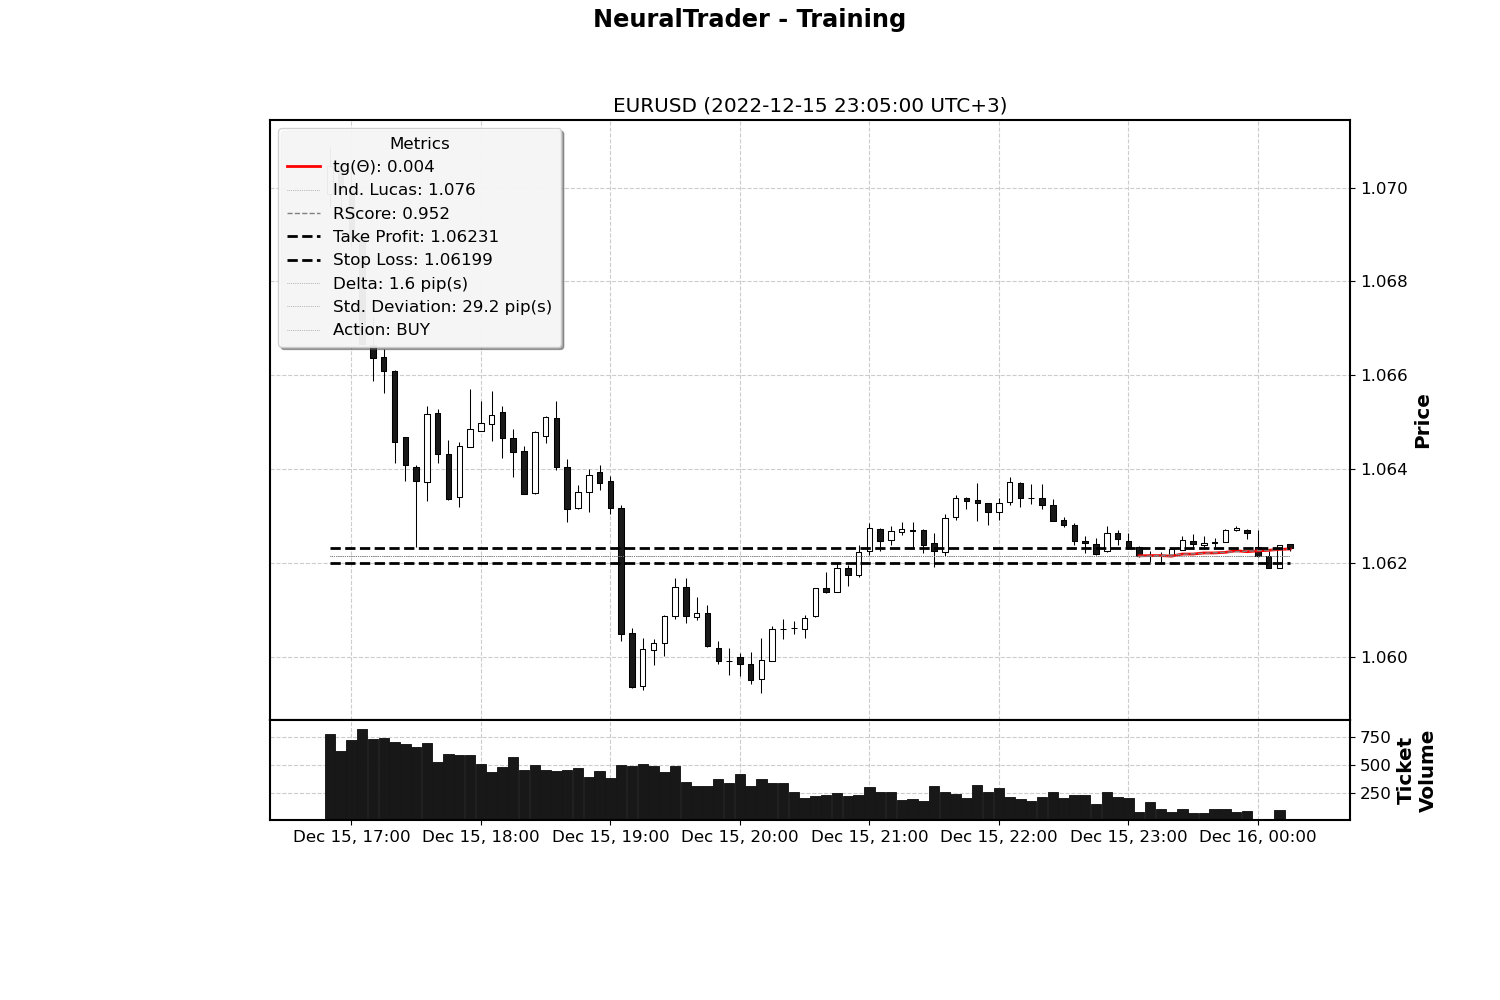 NeuralTrader - Training
EURUSD (2022-12-15 23:05:00 UTC+3)
Metrics
tg(Θ): 0.004
Ind. Lucas: 1.076
RScore: 0.952
Take Profit: 1.06231
Stop Loss: 1.06199
Delta: 1.6 pip(s)
Std. Deviation: 29.2 pip(s)
Action: BUY
1.070
1.068
1.066
1.064
1.062
1.060
Price
750
500
250
Ticket
Volume
Dec 15, 17:00 Dec 15, 18:00 Dec 15, 19:00 Dec 15, 20:00 Dec 15, 21:00 Dec 15, 22:00 Dec 15, 23:00 Dec 16, 00:00